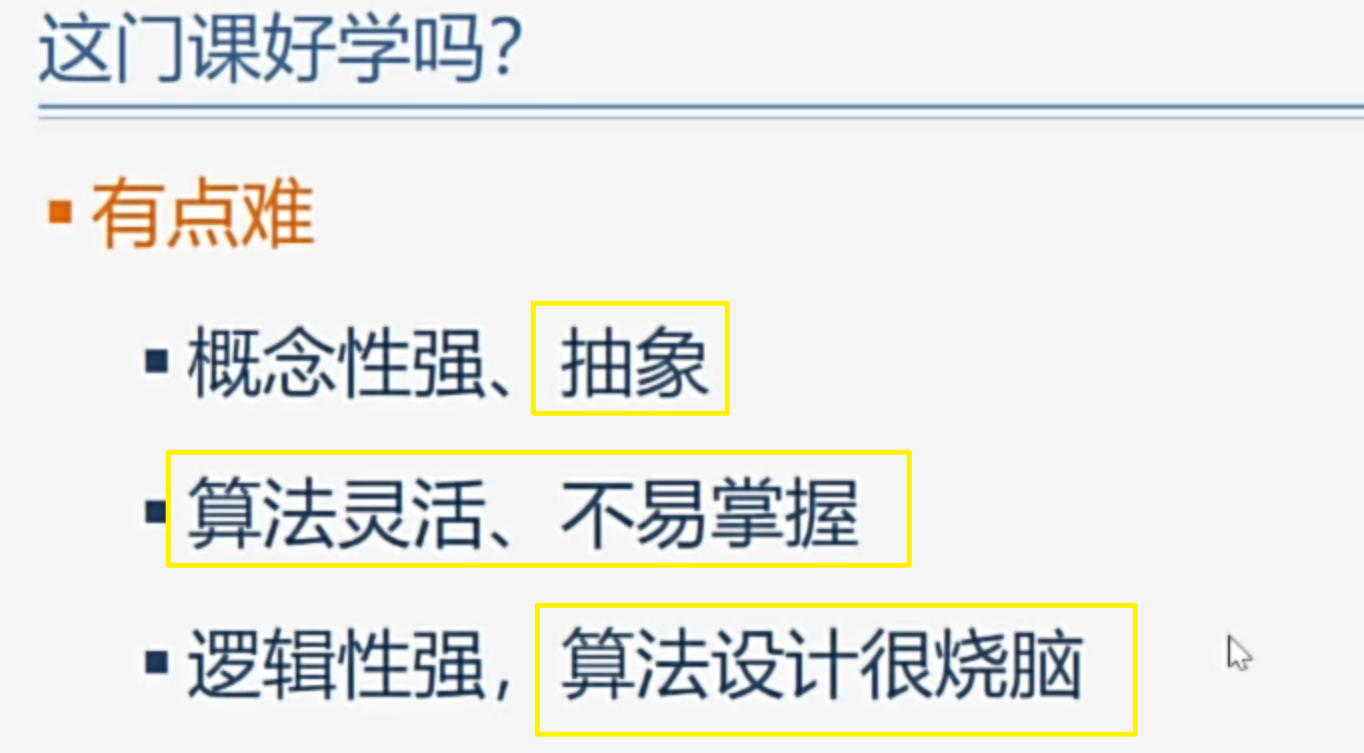 这门课好学吗?
有点难
概念性强、抽象
算法灵活、不易掌握
逻辑性强，算法设计很烧脑